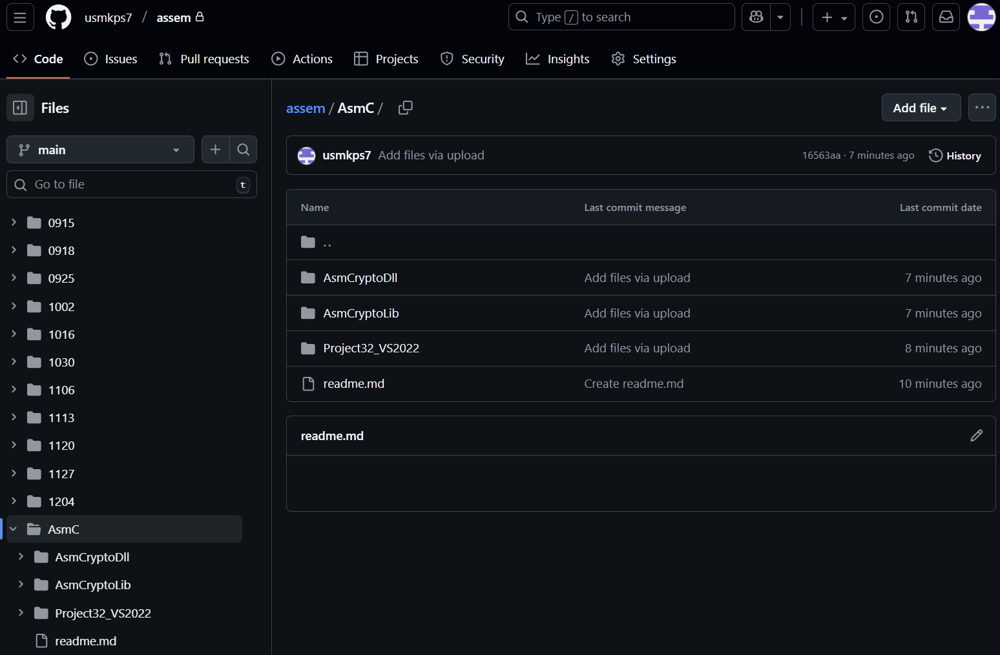 usmkps7 / assem
Type / to search
Code Issues Pull requests Actions Projects Security Insights Settings
Files
main
Go to file t
0915
0918
0925
1002
1016
1030
1106
1113
1120
1127
1204
AsmC
AsmCryptoDll
AsmCryptoLib
Project32_VS2022
readme.md
assem / AsmC /
Add file
usmkps7 Add files via upload 16563aa · 7 minutes ago History
Name Last commit message Last commit date
..
AsmCryptoDll Add files via upload 7 minutes ago
AsmCryptoLib Add files via upload 7 minutes ago
Project32_VS2022 Add files via upload 8 minutes ago
readme.md Create readme.md 10 minutes ago
readme.md